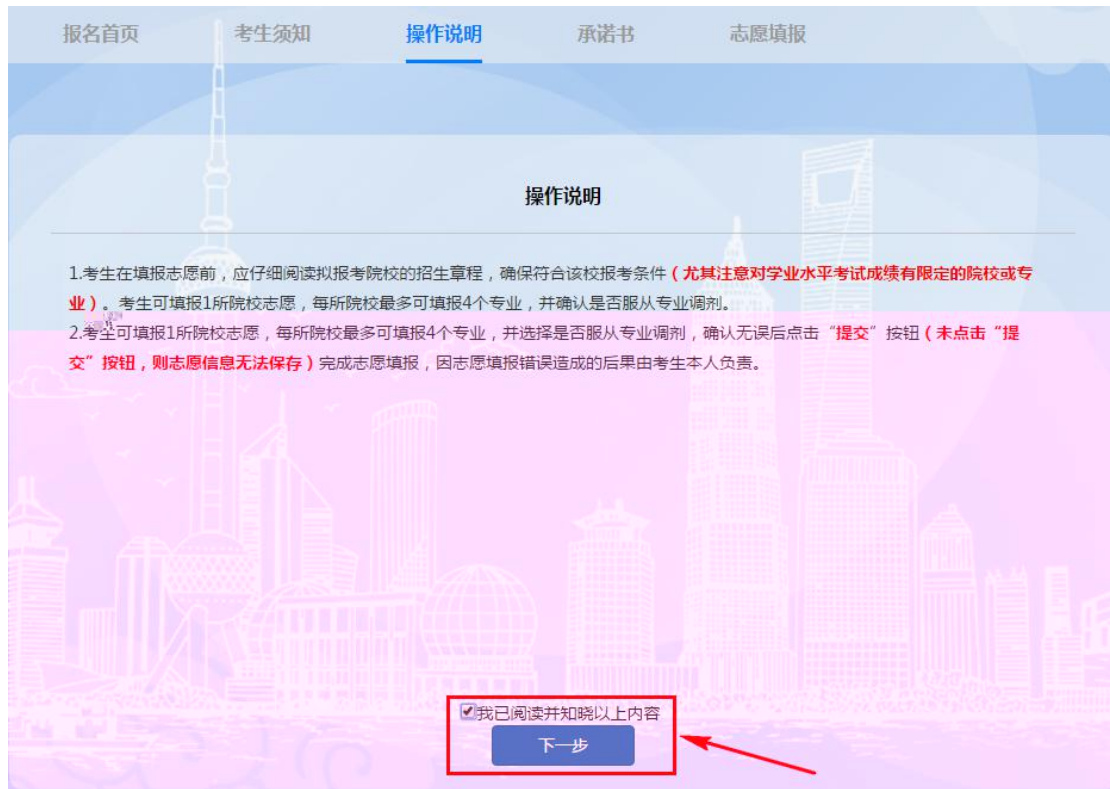 报名首页 考生须知 操作说明 承诺书 志愿填报
操作说明
1.考生在填报志愿前，应仔细阅读拟报考院校的招生章程，确保符合该校报考条件（尤其注意对学业水平考试成绩有限定的院校或专
业）。考生可填报1所院校志愿，每所院校最多可填报4个专业，并确认是否服从专业调剂。
2.考生可填报1所院校志愿，每所院校最多可填报4个专业，并选择是否服从专业调剂，确认无误后点击“提交”按钮（未点击“提
交”按钮，则志愿信息无法保存）完成志愿填报，因志愿填报错误造成的后果由考生本人负责。
我已阅读并知晓以上内容
下一步